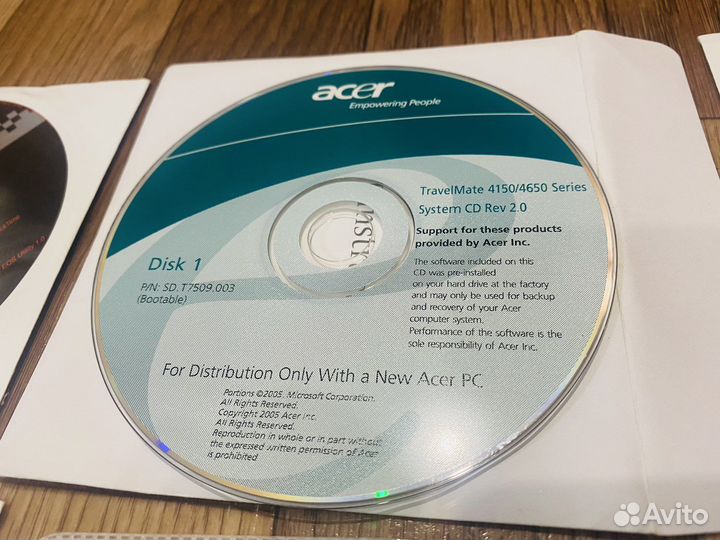 acer
Empowering People
TravelMate 4150/4650 Series
System CD Rev 2.0
Support for these products
provided by Acer Inc.
The software included on this
CD was pre-installed
on your hard drive at the factory
and may only be used for backup
and recovery of your Acer
computer system.
Performance of the software is the
sole responsibility of Acer Inc.
Disk 1
P/N: SD.T7509.003
(Bootable)
For Distribution Only With a New Acer PC
Portions ©2005, Microsoft Corporation.
All Rights Reserved.
Copyright 2005 Acer Inc.
All Rights Reserved.
Reproduction in whole or in part without
the expressed written permission of Acer
is prohibited
Avito